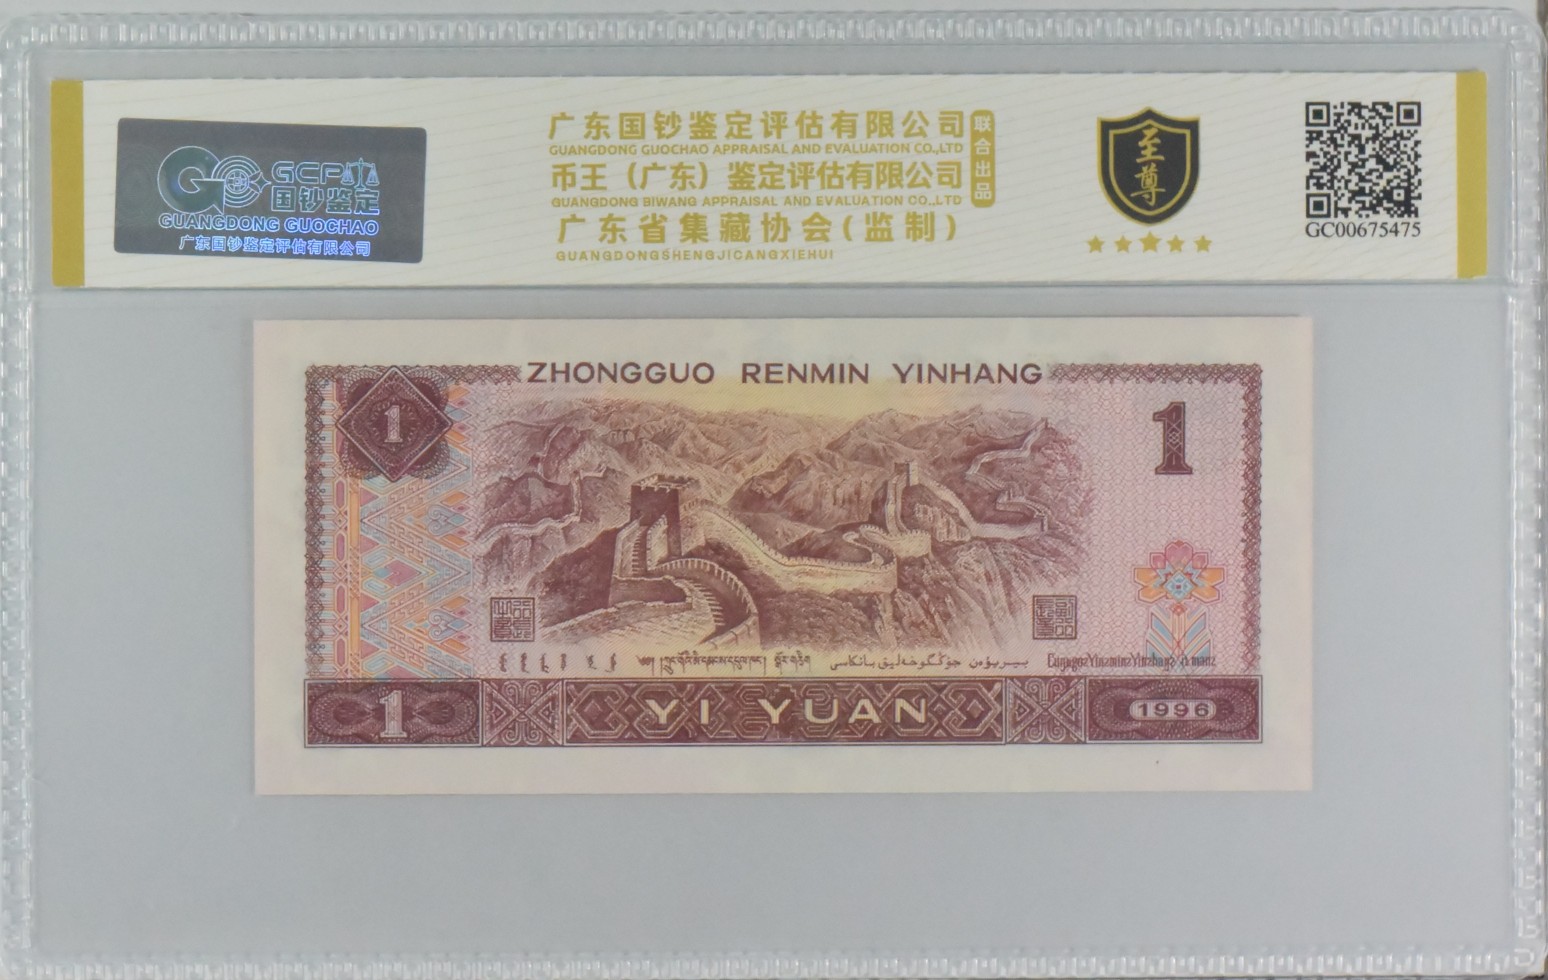 GCP
国钞鉴定
GUANGDONG GUOCHAO
广东国钞鉴定评估有限公司
广东国钞鉴定评估有限公司
GUANGDONG GUOCHAO APPRAISAL AND EVALUATION CO.,LTD
币王（广东）鉴定评估有限公司
GUANGDONG BIWANG APPRAISAL AND EVALUATION CO.,LTD
广东省集藏协会(监制)
GUANGDONGSHENGJICANGXIEHUI
联合出品
至尊
GC00675475
ZHONGGUO RENMIN YINHANG
1
1
1
YI YUAN
1996